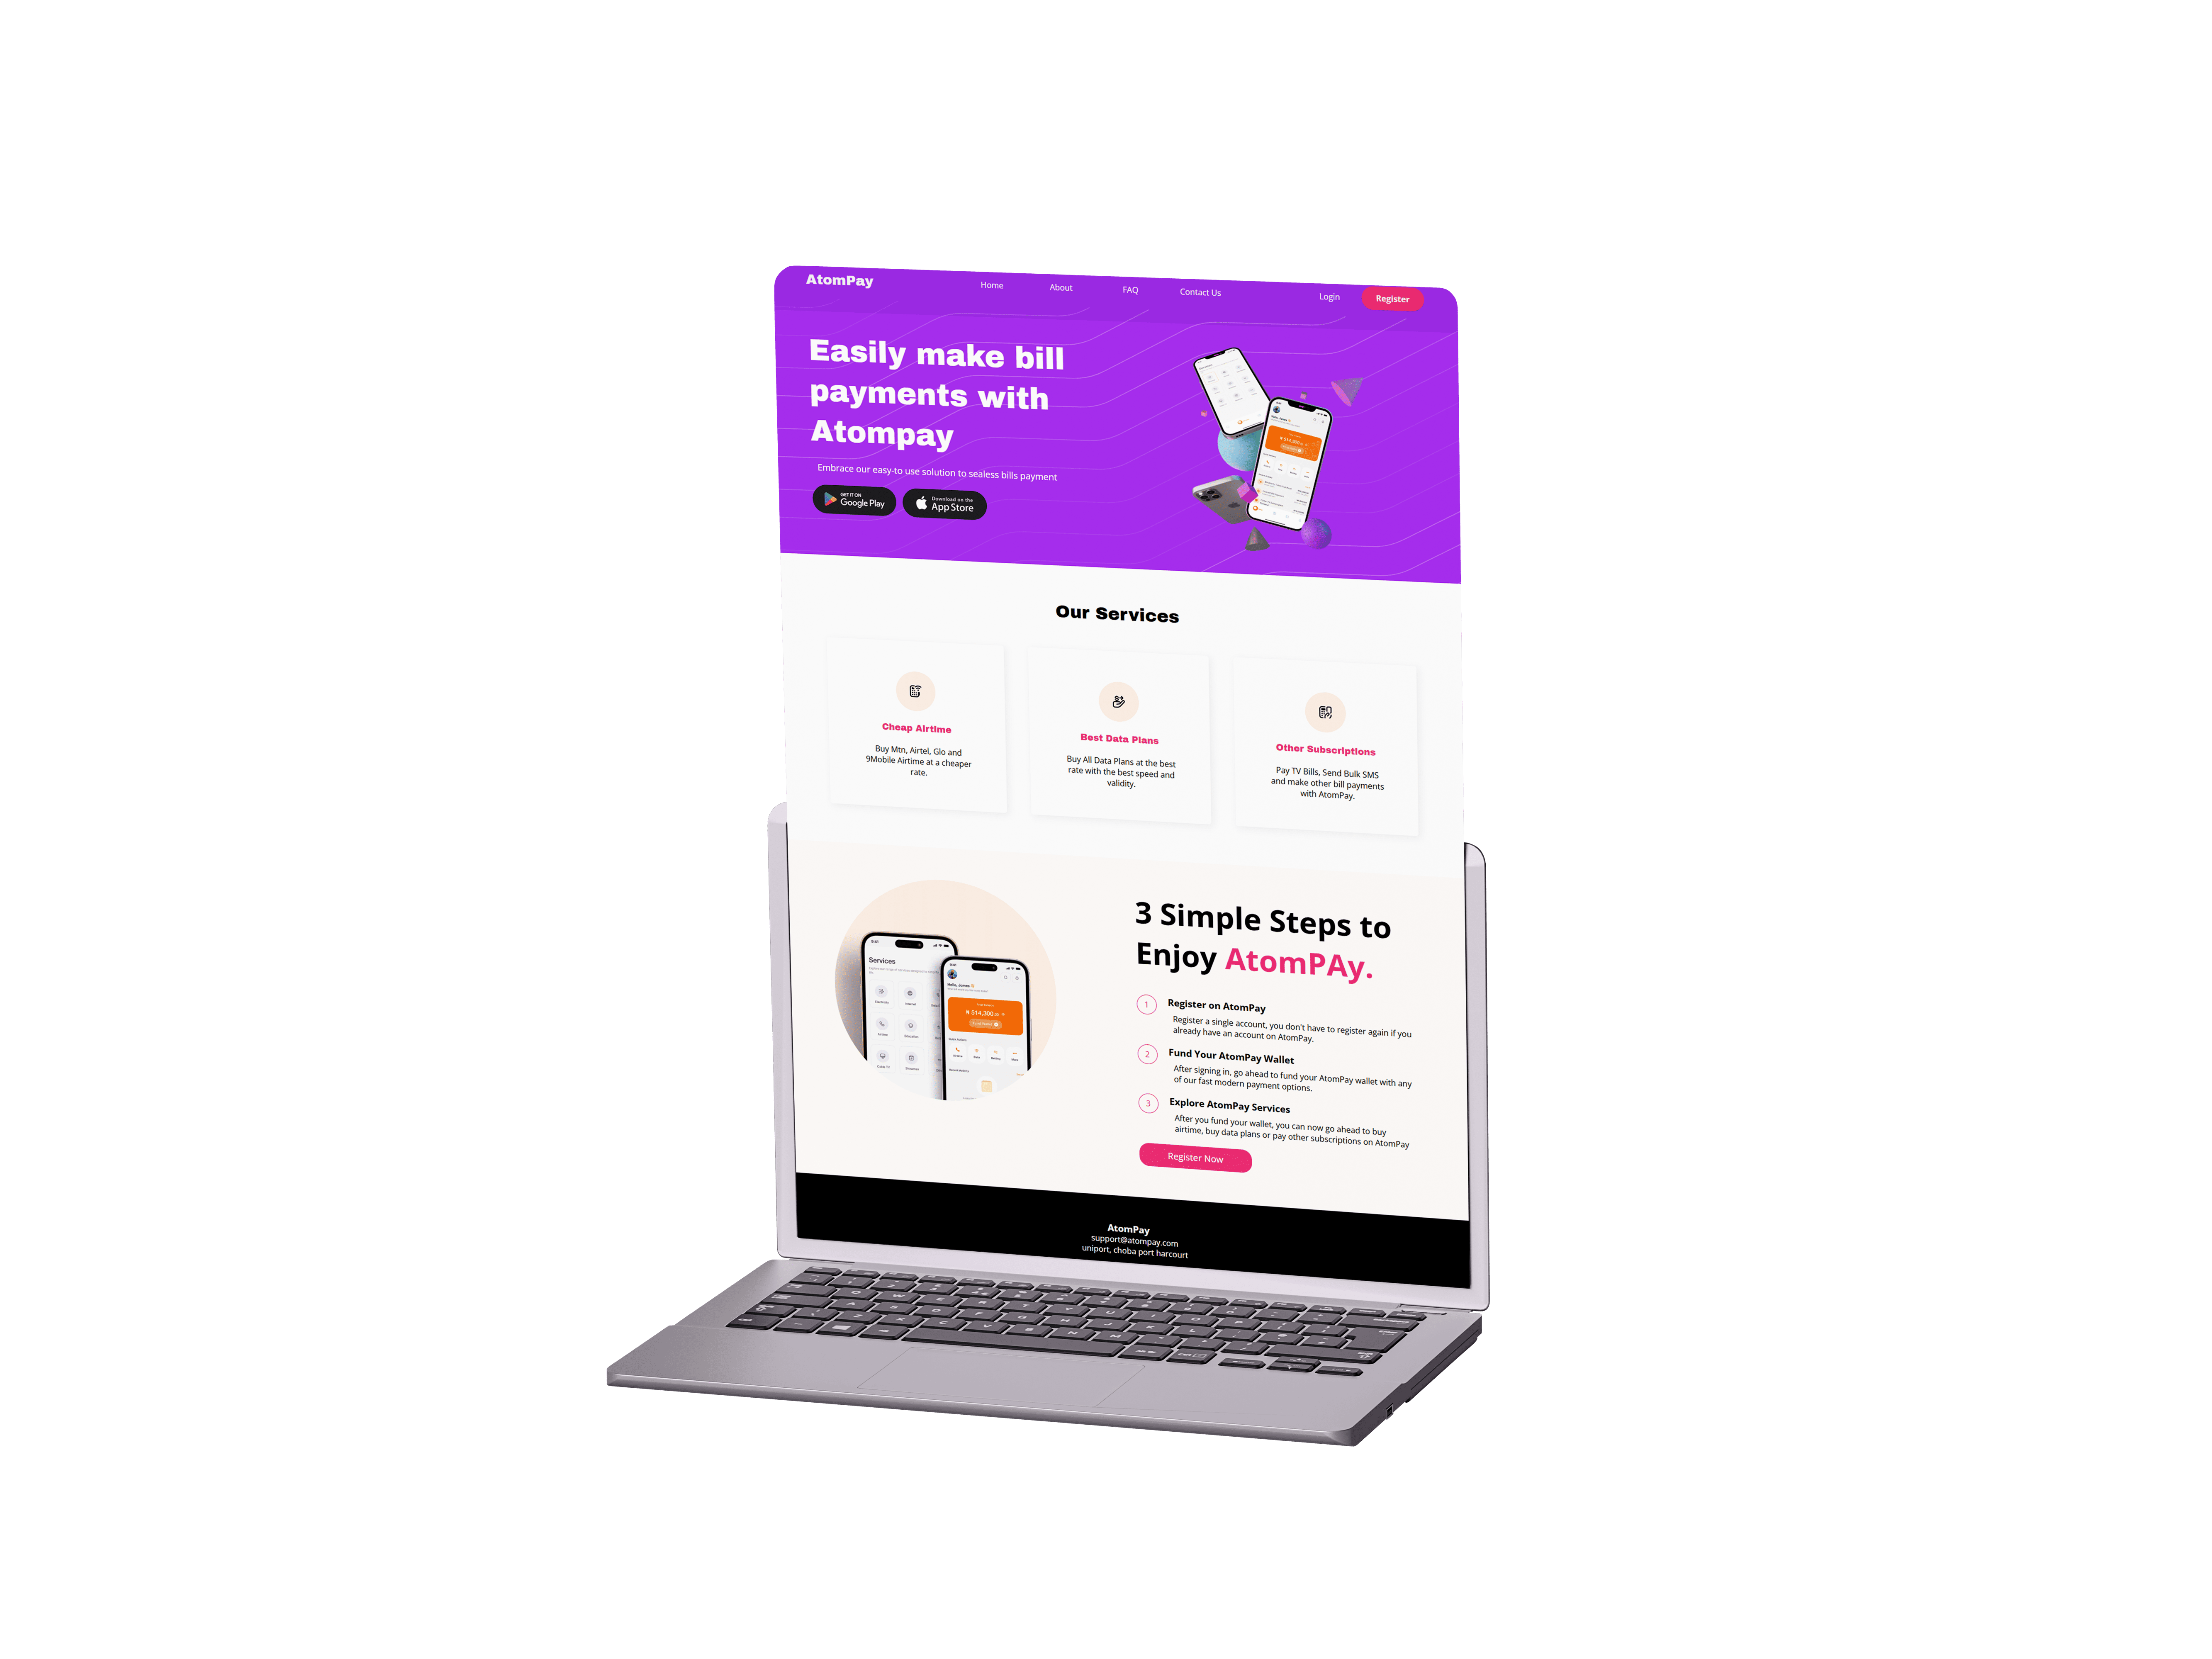 AtomPay
Home
About
FAQ
Contact Us
Login
Register
Easily make bill
payments with
Atompay
Embrace our easy-to use solution to sealess bills payment
GET IT ON
Google Play
Download on the
App Store
Our Services
Cheap Airtime
Buy Mtn, Airtel, Glo and
9Mobile Airtime at a cheaper
rate.
Best Data Plans
Buy All Data Plans at the best
rate with the best speed and
validity.
Other Subscriptions
Pay TV Bills, Send Bulk SMS
and make other bill payments
with AtomPay.
Services
Hello, James
₦ 514,300
3 Simple Steps to
Enjoy AtomPAy.
1
Register on AtomPay
Register a single account, you don't have to register again if you
already have an account on AtomPay.
2
Fund Your AtomPay Wallet
After signing in, go ahead to fund your AtomPay wallet with any
of our fast modern payment options.
3
Explore AtomPay Services
After you fund your wallet, you can now go ahead to buy
airtime, buy data plans or pay other subscriptions on AtomPay
Register Now
AtomPay
support@atompay.com
uniport, choba port harcourt